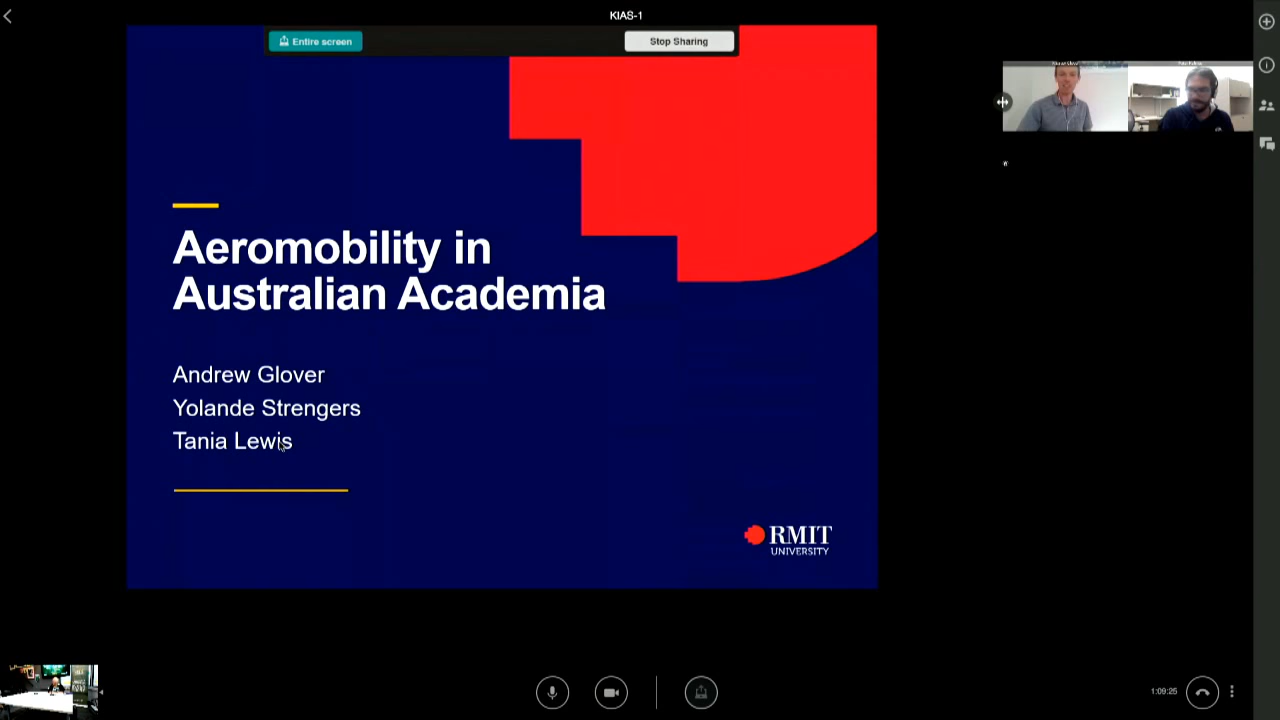 KIAS-1
Entire screen
Stop Sharing
Aeromobility in
Australian Academia
Andrew Glover
Yolande Strengers
Tania Lewis
RMIT
UNIVERSITY
1:09:25